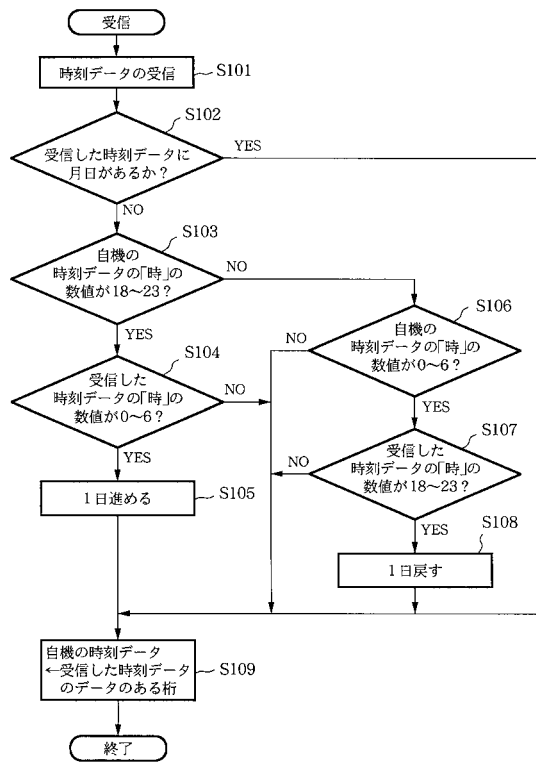 受信
時刻データの受信
S101
S102
受信した時刻データに
月日があるか?
YES
NO
S103
自機の
時刻データの「時」の
数値が18～23?
NO
YES
S104
受信した
時刻データの「時」の
数値が0～6?
NO
YES
S105
1日進める
S106
自機の
時刻データの「時」の
数値が0～6?
NO
YES
S107
受信した
時刻データの「時」の
数値が18～23?
NO
YES
S108
1日戻す
自機の時刻データ
←受信した時刻データ
のデータのある桁
S109
終了